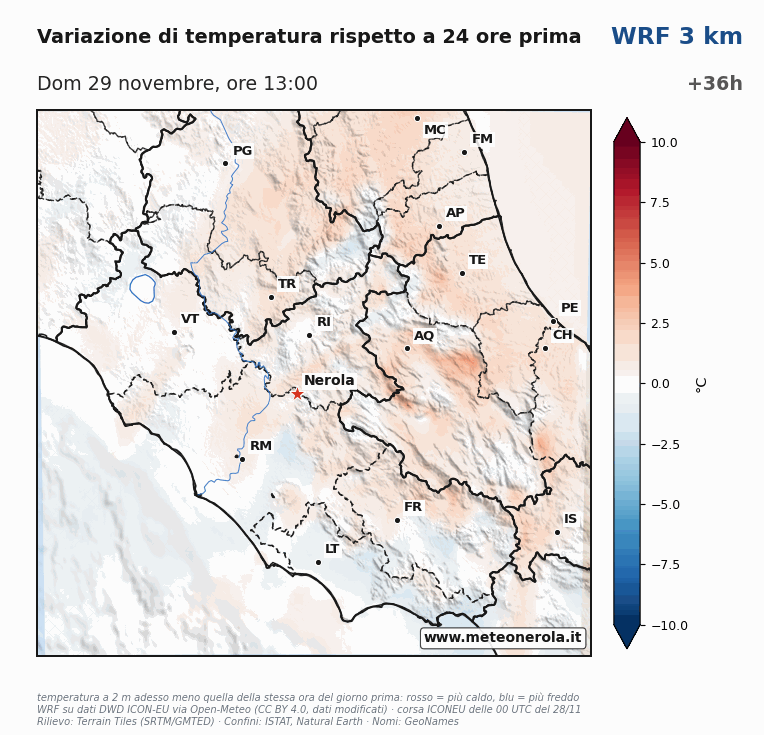 Variazione di temperatura rispetto a 24 ore prima
WRF 3 km
Dom 29 novembre, ore 13:00
+36h
MC
FM
PG
AP
TE
TR
PE
VT
RI
AQ
CH
Nerola
RM
FR
IS
LT
www.meteonerola.it
10.0
7.5
5.0
2.5
0.0
−2.5
−5.0
−7.5
−10.0
°C
temperatura a 2 m adesso meno quella della stessa ora del giorno prima: rosso = più caldo, blu = più freddo
WRF su dati DWD ICON-EU via Open-Meteo (CC BY 4.0, dati modificati) · corsa ICONEU delle 00 UTC del 28/11
Rilievo: Terrain Tiles (SRTM/GMTED) · Confini: ISTAT, Natural Earth · Nomi: GeoNames